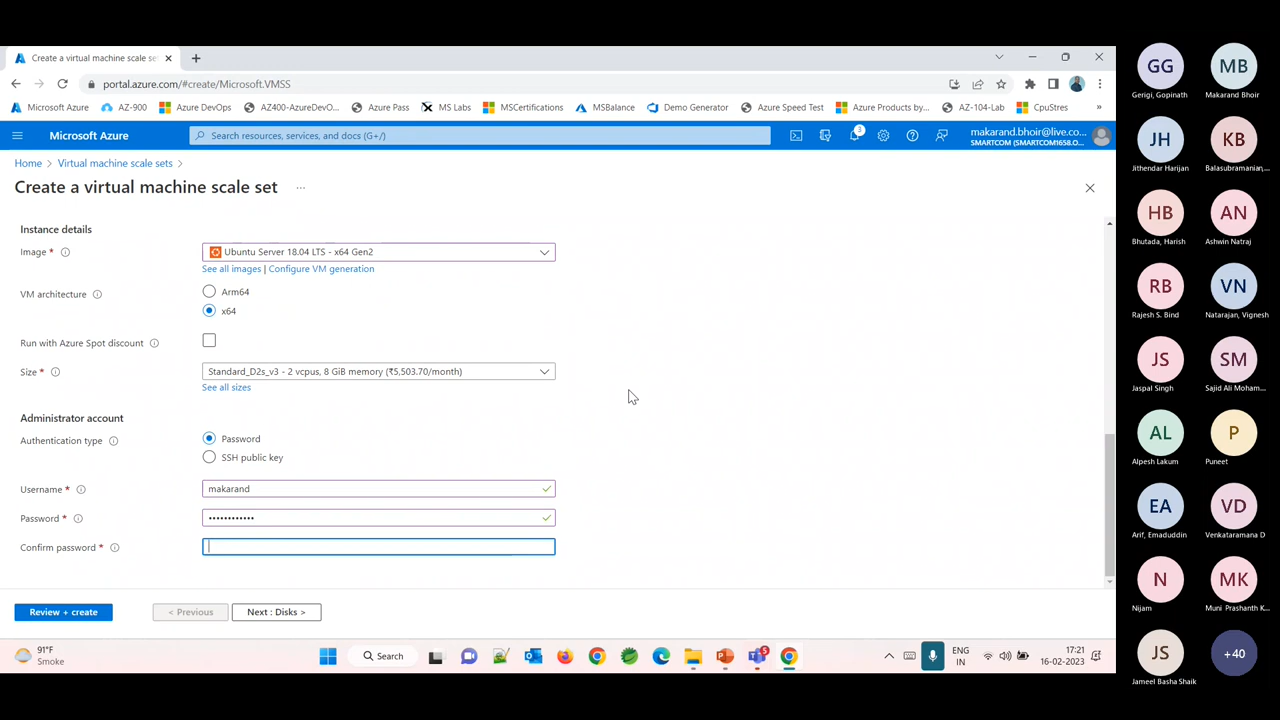 Create a virtual machine scale se
portal.azure.com/#create/Microsoft.VMSS
Microsoft Azure
AZ-900
Azure DevOps
AZ400-AzureDevO...
Azure Pass
MS Labs
MSCertifications
MSBalance
Demo Generator
Azure Speed Test
Azure Products by...
AZ-104-Lab
CpuStres
»
Microsoft Azure
Search resources, services, and docs (G+/)
3
makarand.bhoir@live.co...
SMARTCOM (SMARTCOM1658.O...
Home > Virtual machine scale sets >
Create a virtual machine scale set ...
Instance details
Image *
Ubuntu Server 18.04 LTS - x64 Gen2
See all images | Configure VM generation
VM architecture
Arm64
x64
Run with Azure Spot discount
Size *
Standard_D2s_v3 - 2 vcpus, 8 GiB memory (₹5,503.70/month)
See all sizes
Administrator account
Authentication type
Password
SSH public key
Username *
makarand
Password *
••••••••••••
Confirm password *
Review + create
< Previous
Next : Disks >
91°F
Smoke
Search
5
ENG
IN
17:21
16-02-2023
GG
Gerigi, Gopinath
MB
Makarand Bhoir
JH
Jithendar Harijan
KB
Balasubramanian,...
HB
Bhutada, Harish
AN
Ashwin Natraj
RB
Rajesh S. Bind
VN
Natarajan, Vignesh
JS
Jaspal Singh
SM
Sajid Ali Moham...
AL
Alpesh Lakum
P
Puneet
EA
Arif, Emaduddin
VD
Venkataramana D
N
Nijam
MK
Muni Prashanth K...
JS
Jameel Basha Shaik
+40